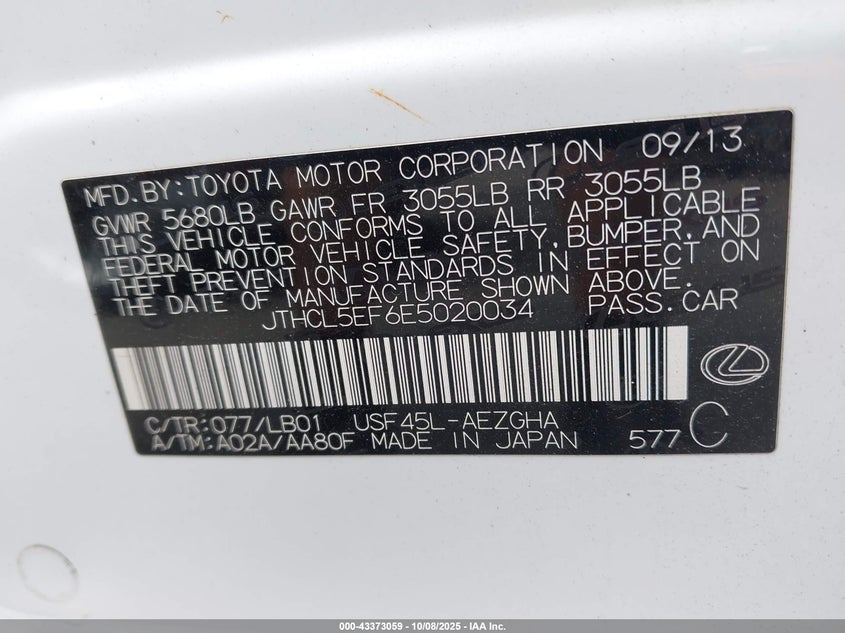 MFD.BY:TOYOTA MOTOR CORPORATION 09/13
GVWR 5680LB GAWR FR 3055LB RR 3055LB
THIS VEHICLE CONFORMS TO ALL APPLICABLE
FEDERAL MOTOR VEHICLE SAFETY,BUMPER,AND
THEFT PREVENTION STANDARDS IN EFFECT ON
THE DATE OF MANUFACTURE SHOWN ABOVE.
JTHCL5EF6E5020034 PASS.CAR
C/TR:077/LB01 USF45L-AEZGHA
A/TM:A02A/AA80F MADE IN JAPAN 577 C
000-43373059 - 10/08/2025 - IAA Inc.